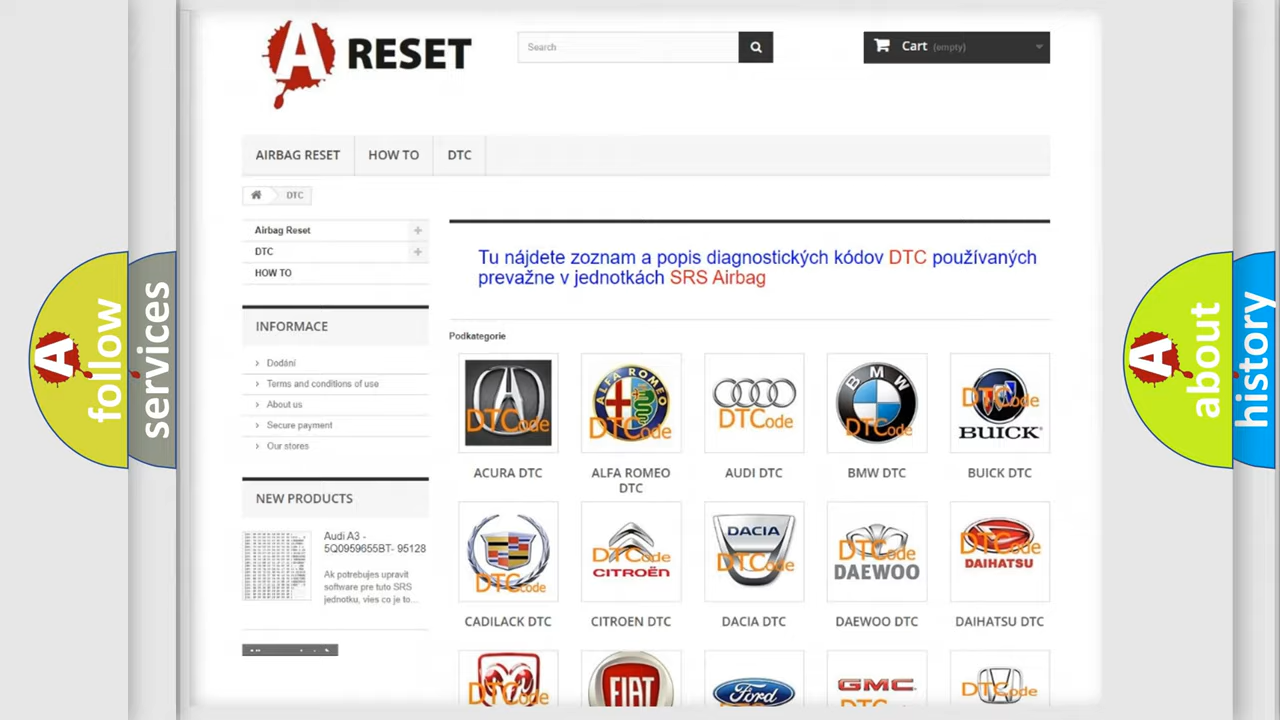 A RESET
Search
Cart (empty)
AIRBAG RESET
HOW TO
DTC
DTC
Airbag Reset
DTC
HOW TO
INFORMACE
Dodání
Terms and conditions of use
About us
Secure payment
Our stores
NEW PRODUCTS
Audi A3 -
5Q0959655BT- 95128
Ak potrebujes upravit
software pre tuto SRS
jednotku, vies co je to...
Tu nájdete zoznam a popis diagnostických kódov DTC používaných
prevažne v jednotkách SRS Airbag
Podkategorie
DTCode
ALFA ROMEO
DTCode
DTCode
BMW
DTCode
DTCode
BUICK
ACURA DTC
ALFA ROMEO
DTC
AUDI DTC
BMW DTC
BUICK DTC
DTCode
DTCode
CITROËN
DACIA
DTCode
DTCode
DAEWOO
DTCode
DAIHATSU
CADILACK DTC
CITROEN DTC
DACIA DTC
DAEWOO DTC
DAIHATSU DTC
DTCode
FIAT
Ford
GMC
DTCode
A follow
services
A about
history